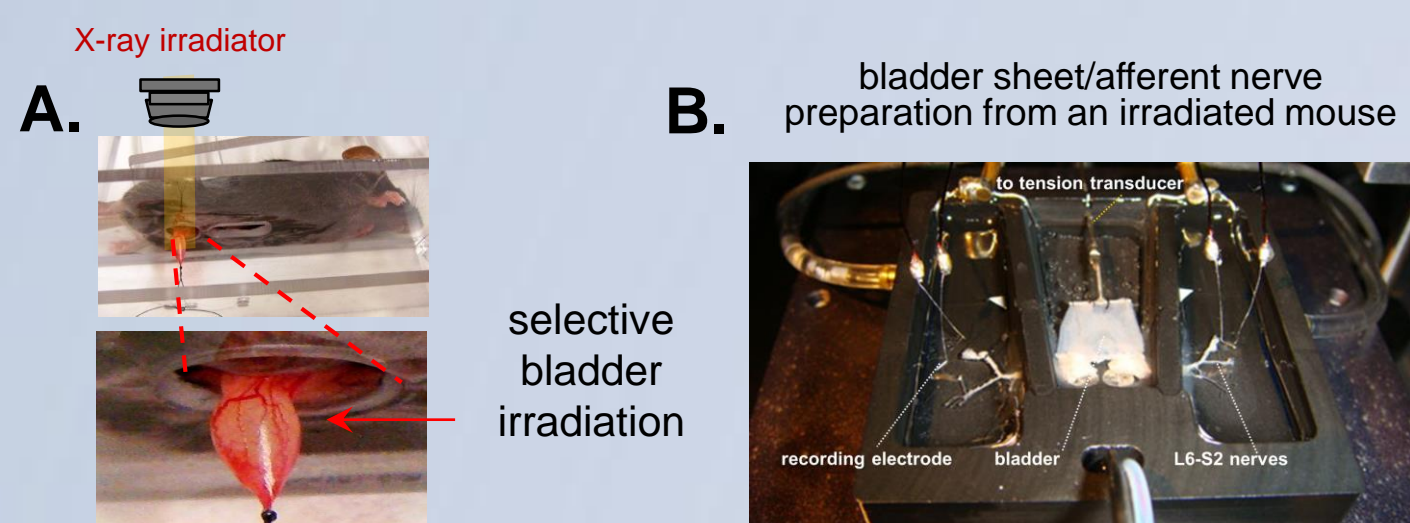 X-ray irradiator
A.
selective
bladder
irradiation
B.
bladder sheet/afferent nerve
preparation from an irradiated mouse
to tension transducer
recording electrode
bladder
L6-S2 nerves